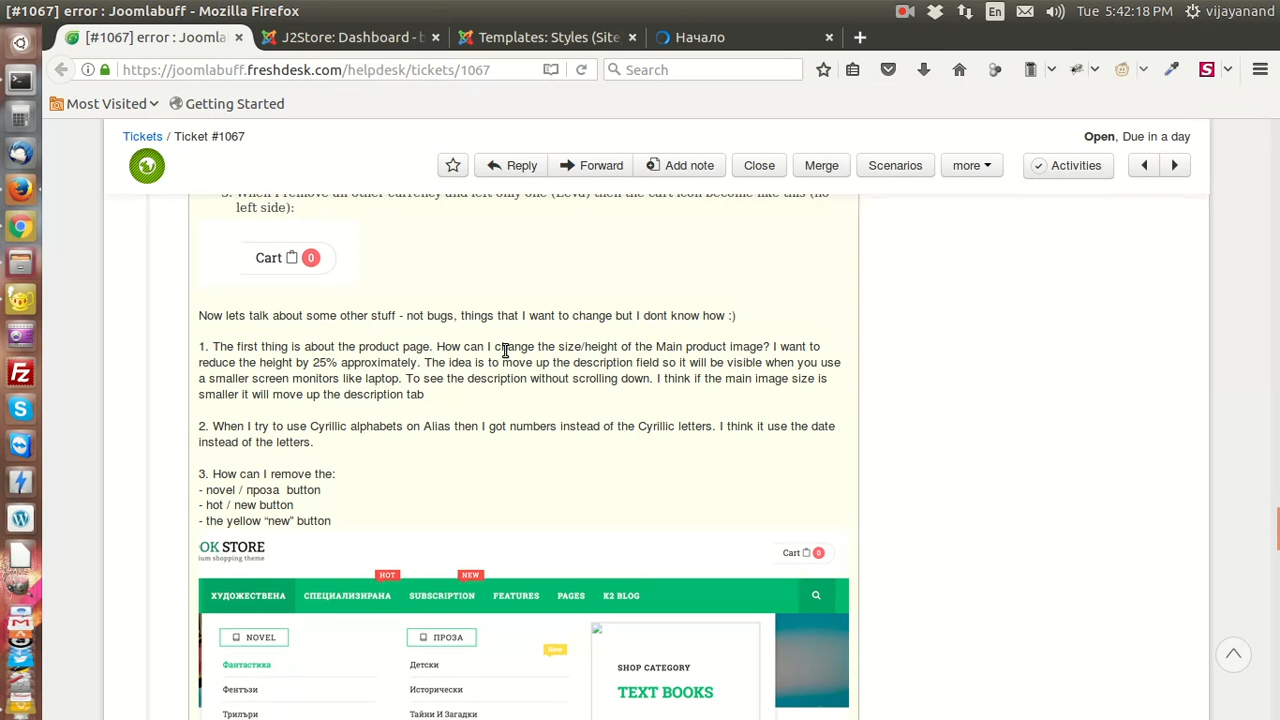 [#1067] error : Joomlabuff - Mozilla Firefox
En
Tue 5:42:18 PM
vijayanand
[#1067] error : Joomla
J2Store: Dashboard - b
Templates: Styles (Site
Начало
https://joomlabuff.freshdesk.com/helpdesk/tickets/1067
Search
S
Most Visited
Getting Started
Tickets / Ticket #1067
Open, Due in a day
Reply
Forward
Add note
Close
Merge
Scenarios
more
Activities
left side):
Cart 0
Now lets talk about some other stuff - not bugs, things that I want to change but I dont know how :)
1. The first thing is about the product page. How can I change the size/height of the Main product image? I want to
reduce the height by 25% approximately. The idea is to move up the description field so it will be visible when you use
a smaller screen monitors like laptop. To see the description without scrolling down. I think if the main image size is
smaller it will move up the description tab
2. When I try to use Cyrillic alphabets on Alias then I got numbers instead of the Cyrillic letters. I think it use the date
instead of the letters.
3. How can I remove the:
- novel / проза button
- hot / new button
- the yellow “new” button
OK STORE
ium shopping theme
Cart 0
HOT
NEW
ХУДОЖЕСТВЕНА
СПЕЦИАЛИЗИРАНА
SUBSCRIPTION
FEATURES
PAGES
K2 BLOG
NOVEL
ПРОЗА
New
Фантастика
Детски
SHOP CATEGORY
Фентъзи
Исторически
TEXT BOOKS
Трилъри
Тайни И Загадки